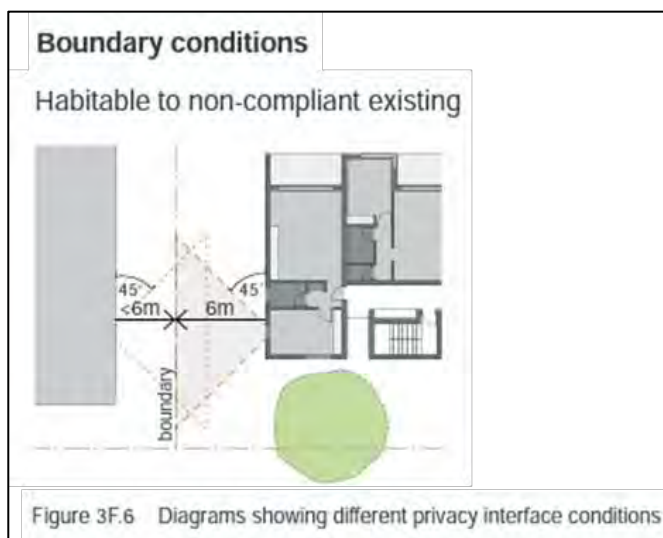 Boundary conditions
Habitable to non-compliant existing
45°
45°
<6m
6m
boundary
Figure 3F.6 Diagrams showing different privacy interface conditions